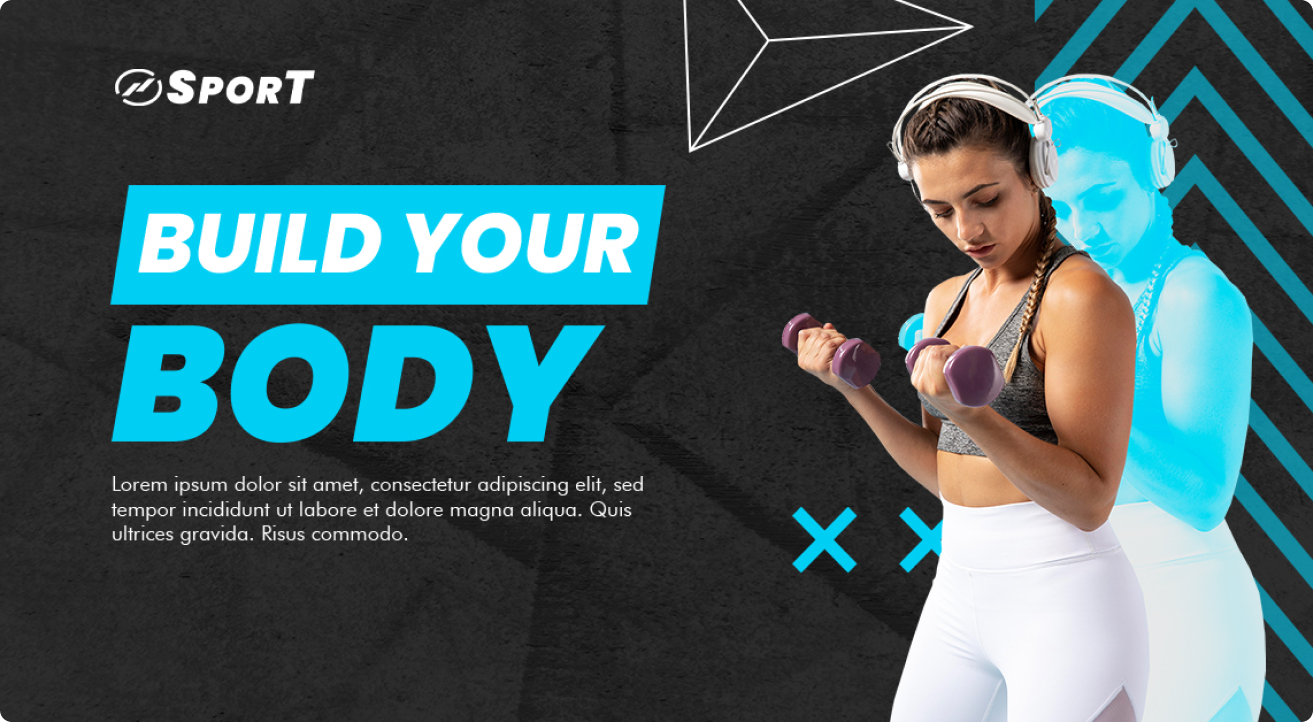 SPORT
BUILD YOUR
BODY
Lorem ipsum dolor sit amet, consectetur adipiscing elit, sed
tempor incididunt ut labore et dolore magna aliqua. Quis
ultrices gravida. Risus commodo.